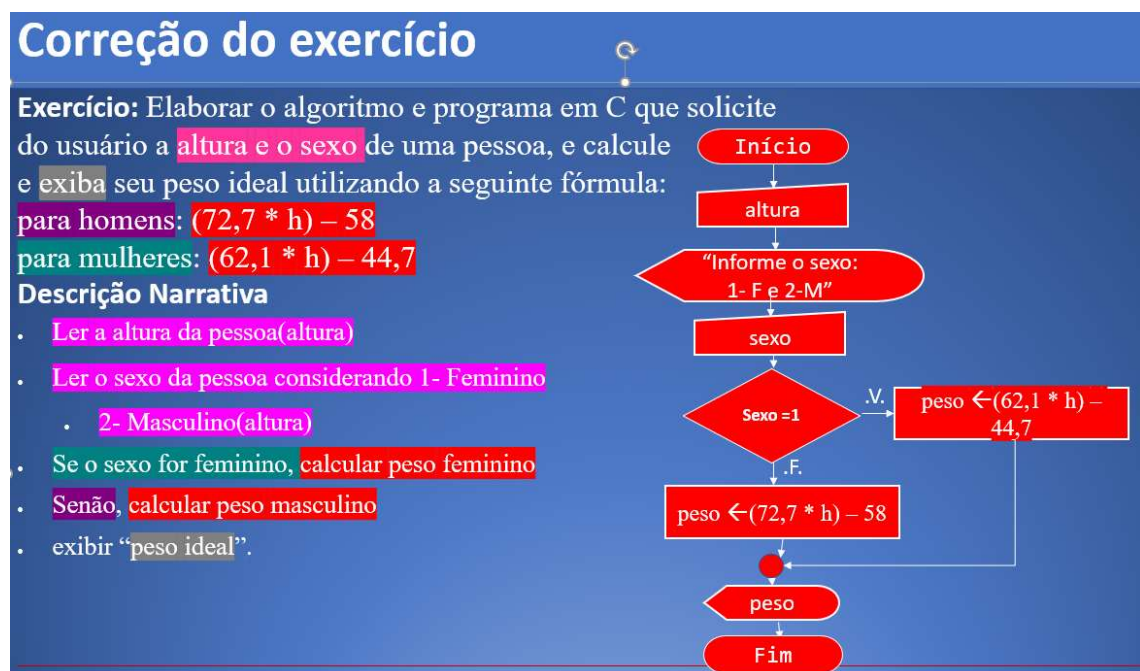 Correção do exercício
Exercício: Elaborar o algoritmo e programa em C que solicite
do usuário a altura e o sexo de uma pessoa, e calcule
e exiba seu peso ideal utilizando a seguinte fórmula:
para homens: (72,7 * h) – 58
para mulheres: (62,1 * h) – 44,7
Descrição Narrativa
• Ler a altura da pessoa(altura)
• Ler o sexo da pessoa considerando 1- Feminino
• 2- Masculino(altura)
• Se o sexo for feminino, calcular peso feminino
• Senão, calcular peso masculino
• exibir “peso ideal”.
Início
altura
“Informe o sexo:
1- F e 2-M”
sexo
Sexo =1
.V.
peso ←(62,1 * h) –
44,7
.F.
peso ←(72,7 * h) – 58
peso
Fim